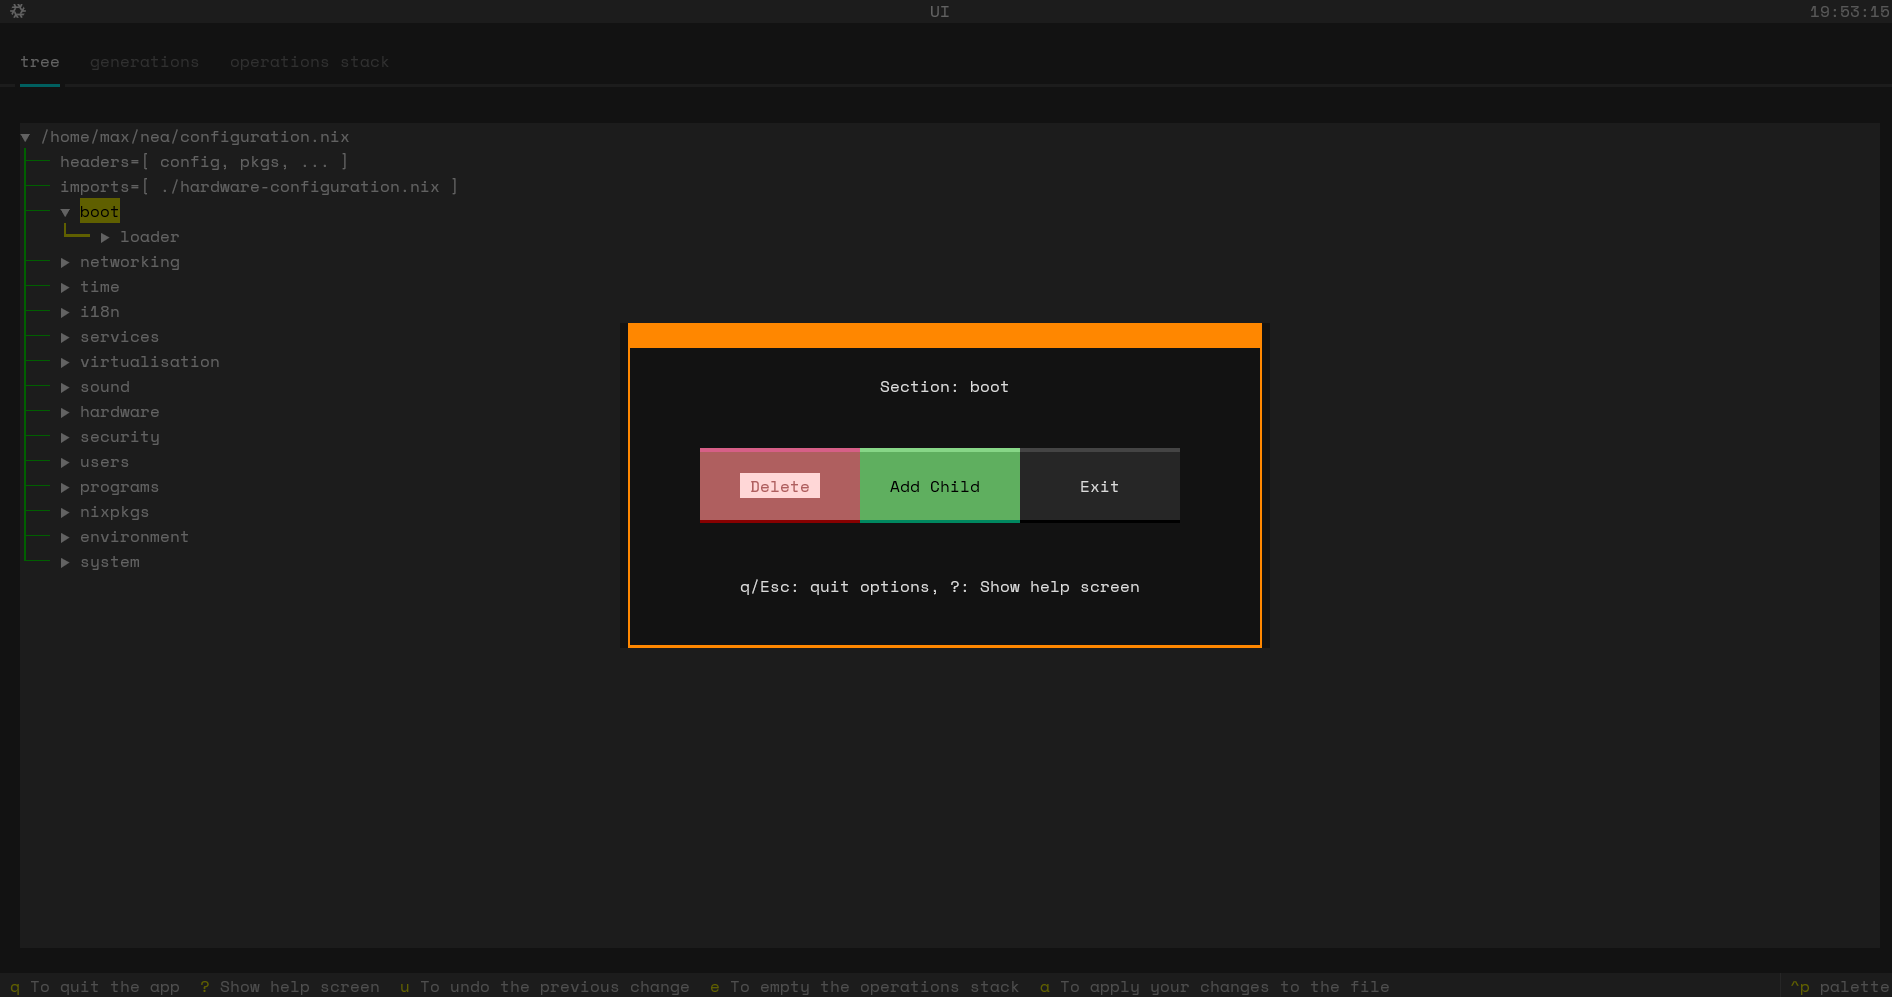 UI 19:53:15
tree generations operations stack
▼ /home/max/nea/configuration.nix
headers=[ config, pkgs, ... ]
imports=[ ./hardware-configuration.nix ]
▼ boot
▶ loader
▶ networking
▶ time
▶ i18n
▶ services
▶ virtualisation
▶ sound
▶ hardware
▶ security
▶ users
▶ programs
▶ nixpkgs
▶ environment
▶ system
Section: boot
Delete Add Child Exit
q/Esc: quit options, ?: Show help screen
q To quit the app ? Show help screen u To undo the previous change e To empty the operations stack a To apply your changes to the file ^p palette